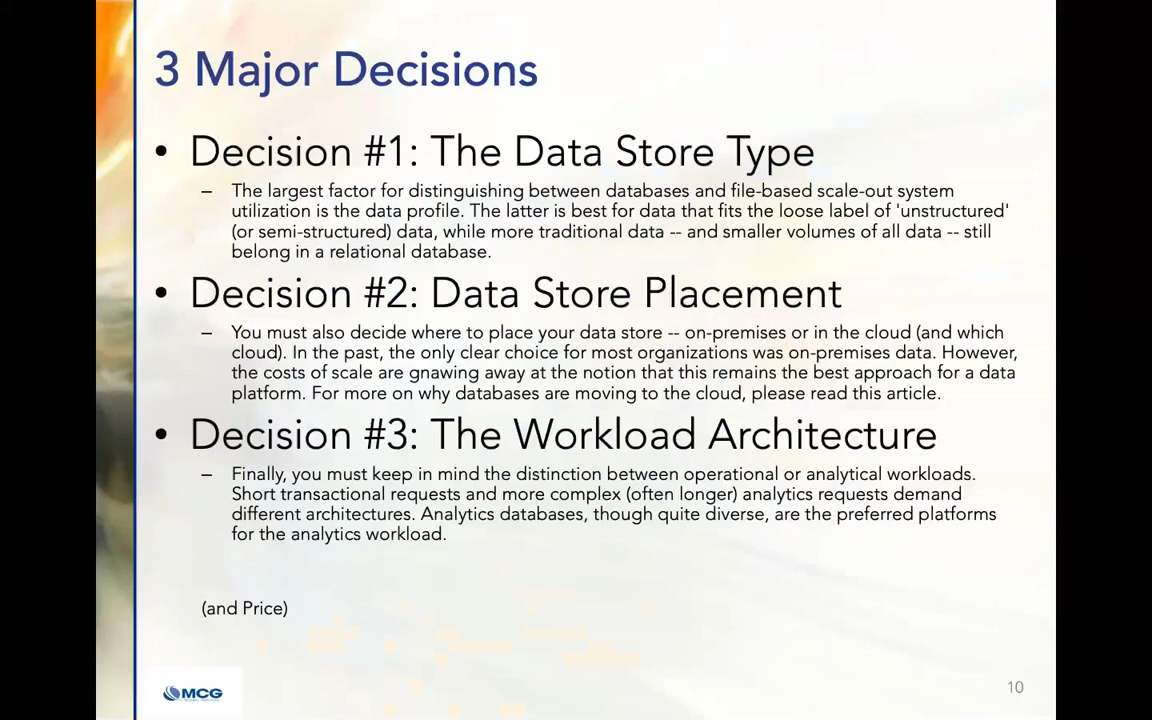 3 Major Decisions
• Decision #1: The Data Store Type
– The largest factor for distinguishing between databases and file-based scale-out system
utilization is the data profile. The latter is best for data that fits the loose label of 'unstructured'
(or semi-structured) data, while more traditional data -- and smaller volumes of all data -- still
belong in a relational database.
• Decision #2: Data Store Placement
– You must also decide where to place your data store -- on-premises or in the cloud (and which
cloud). In the past, the only clear choice for most organizations was on-premises data. However,
the costs of scale are gnawing away at the notion that this remains the best approach for a data
platform. For more on why databases are moving to the cloud, please read this article.
• Decision #3: The Workload Architecture
– Finally, you must keep in mind the distinction between operational or analytical workloads.
Short transactional requests and more complex (often longer) analytics requests demand
different architectures. Analytics databases, though quite diverse, are the preferred platforms
for the analytics workload.
(and Price)
MCG
10